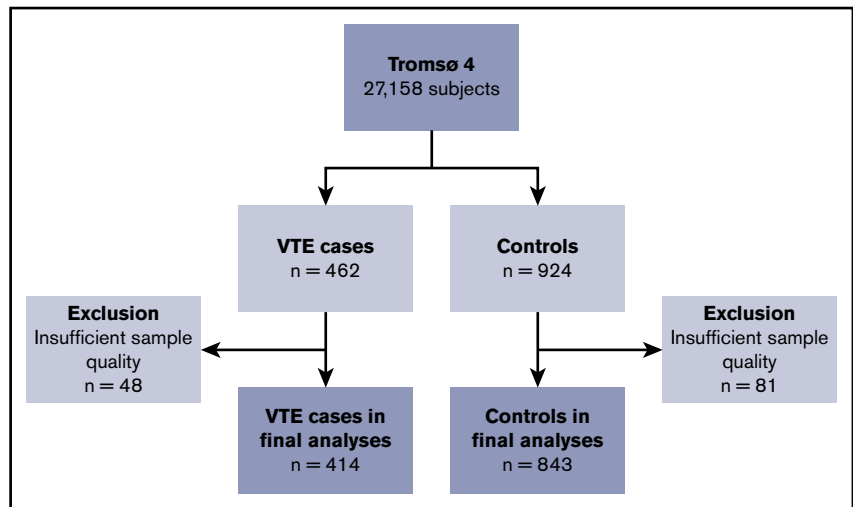 Tromsø 4
27,158 subjects
VTE cases
n = 462
Controls
n = 924
Exclusion
Insufficient sample
quality
n = 48
Exclusion
Insufficient sample
quality
n = 81
VTE cases in
final analyses
n = 414
Controls in
final analyses
n = 843